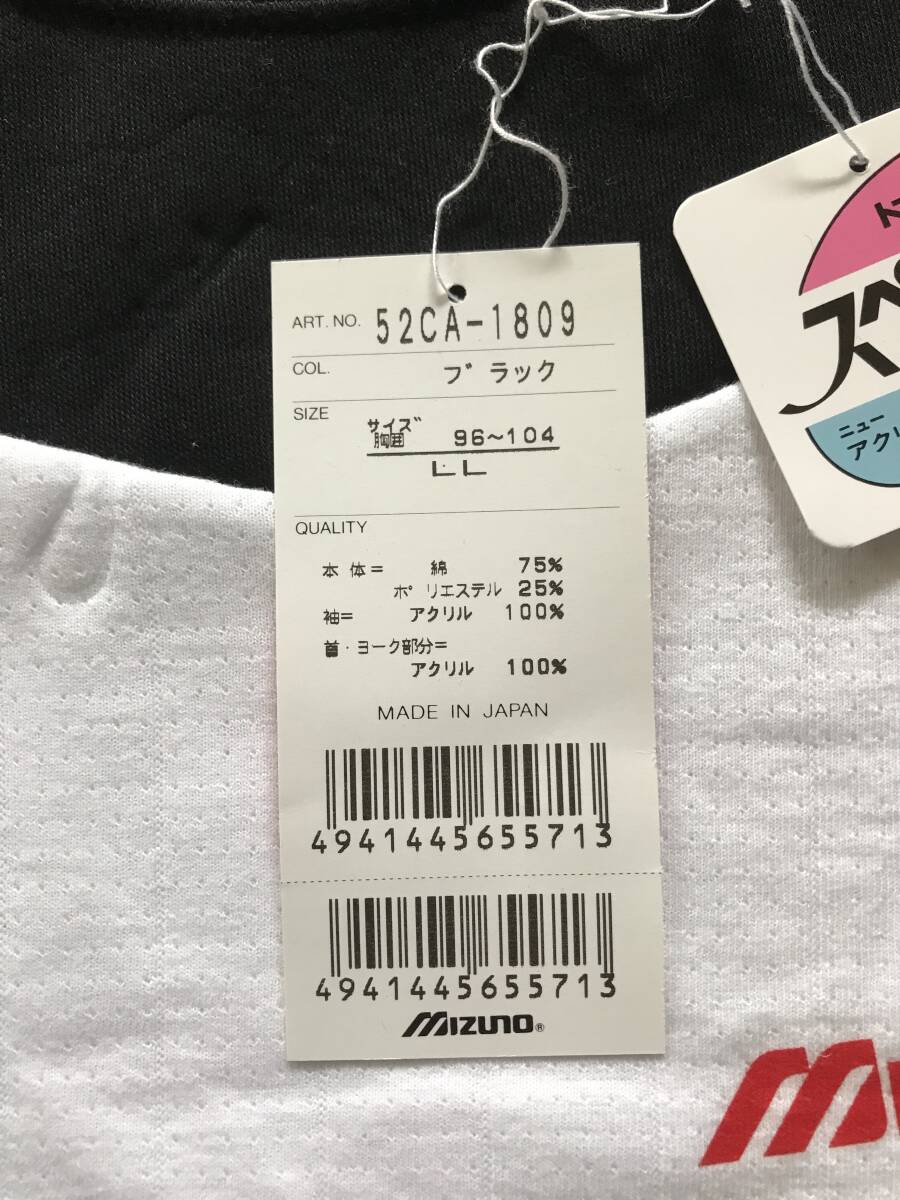 ART. NO. 52CA-1809
COL. ブラック
SIZE サイズ
胸囲 96~104
LL
QUALITY
本体= 綿 75%
ポリエステル 25%
袖= アクリル 100%
首・ヨーク部分=
アクリル 100%
MADE IN JAPAN
4941445655713
4941445655713
MIZUNO®
ニュー
アクリ